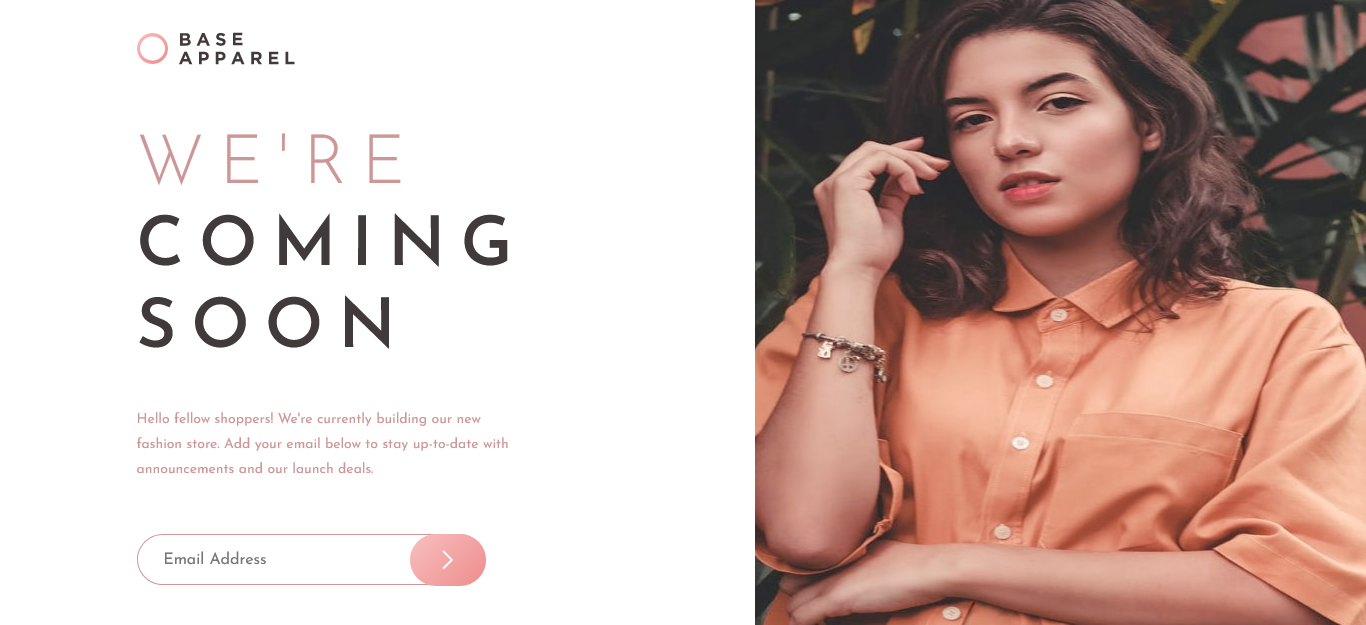 BASE
APPAREL
WE'RE
COMING
SOON
Hello fellow shoppers! We're currently building our new
fashion store. Add your email below to stay up-to-date with
announcements and our launch deals.
Email Address